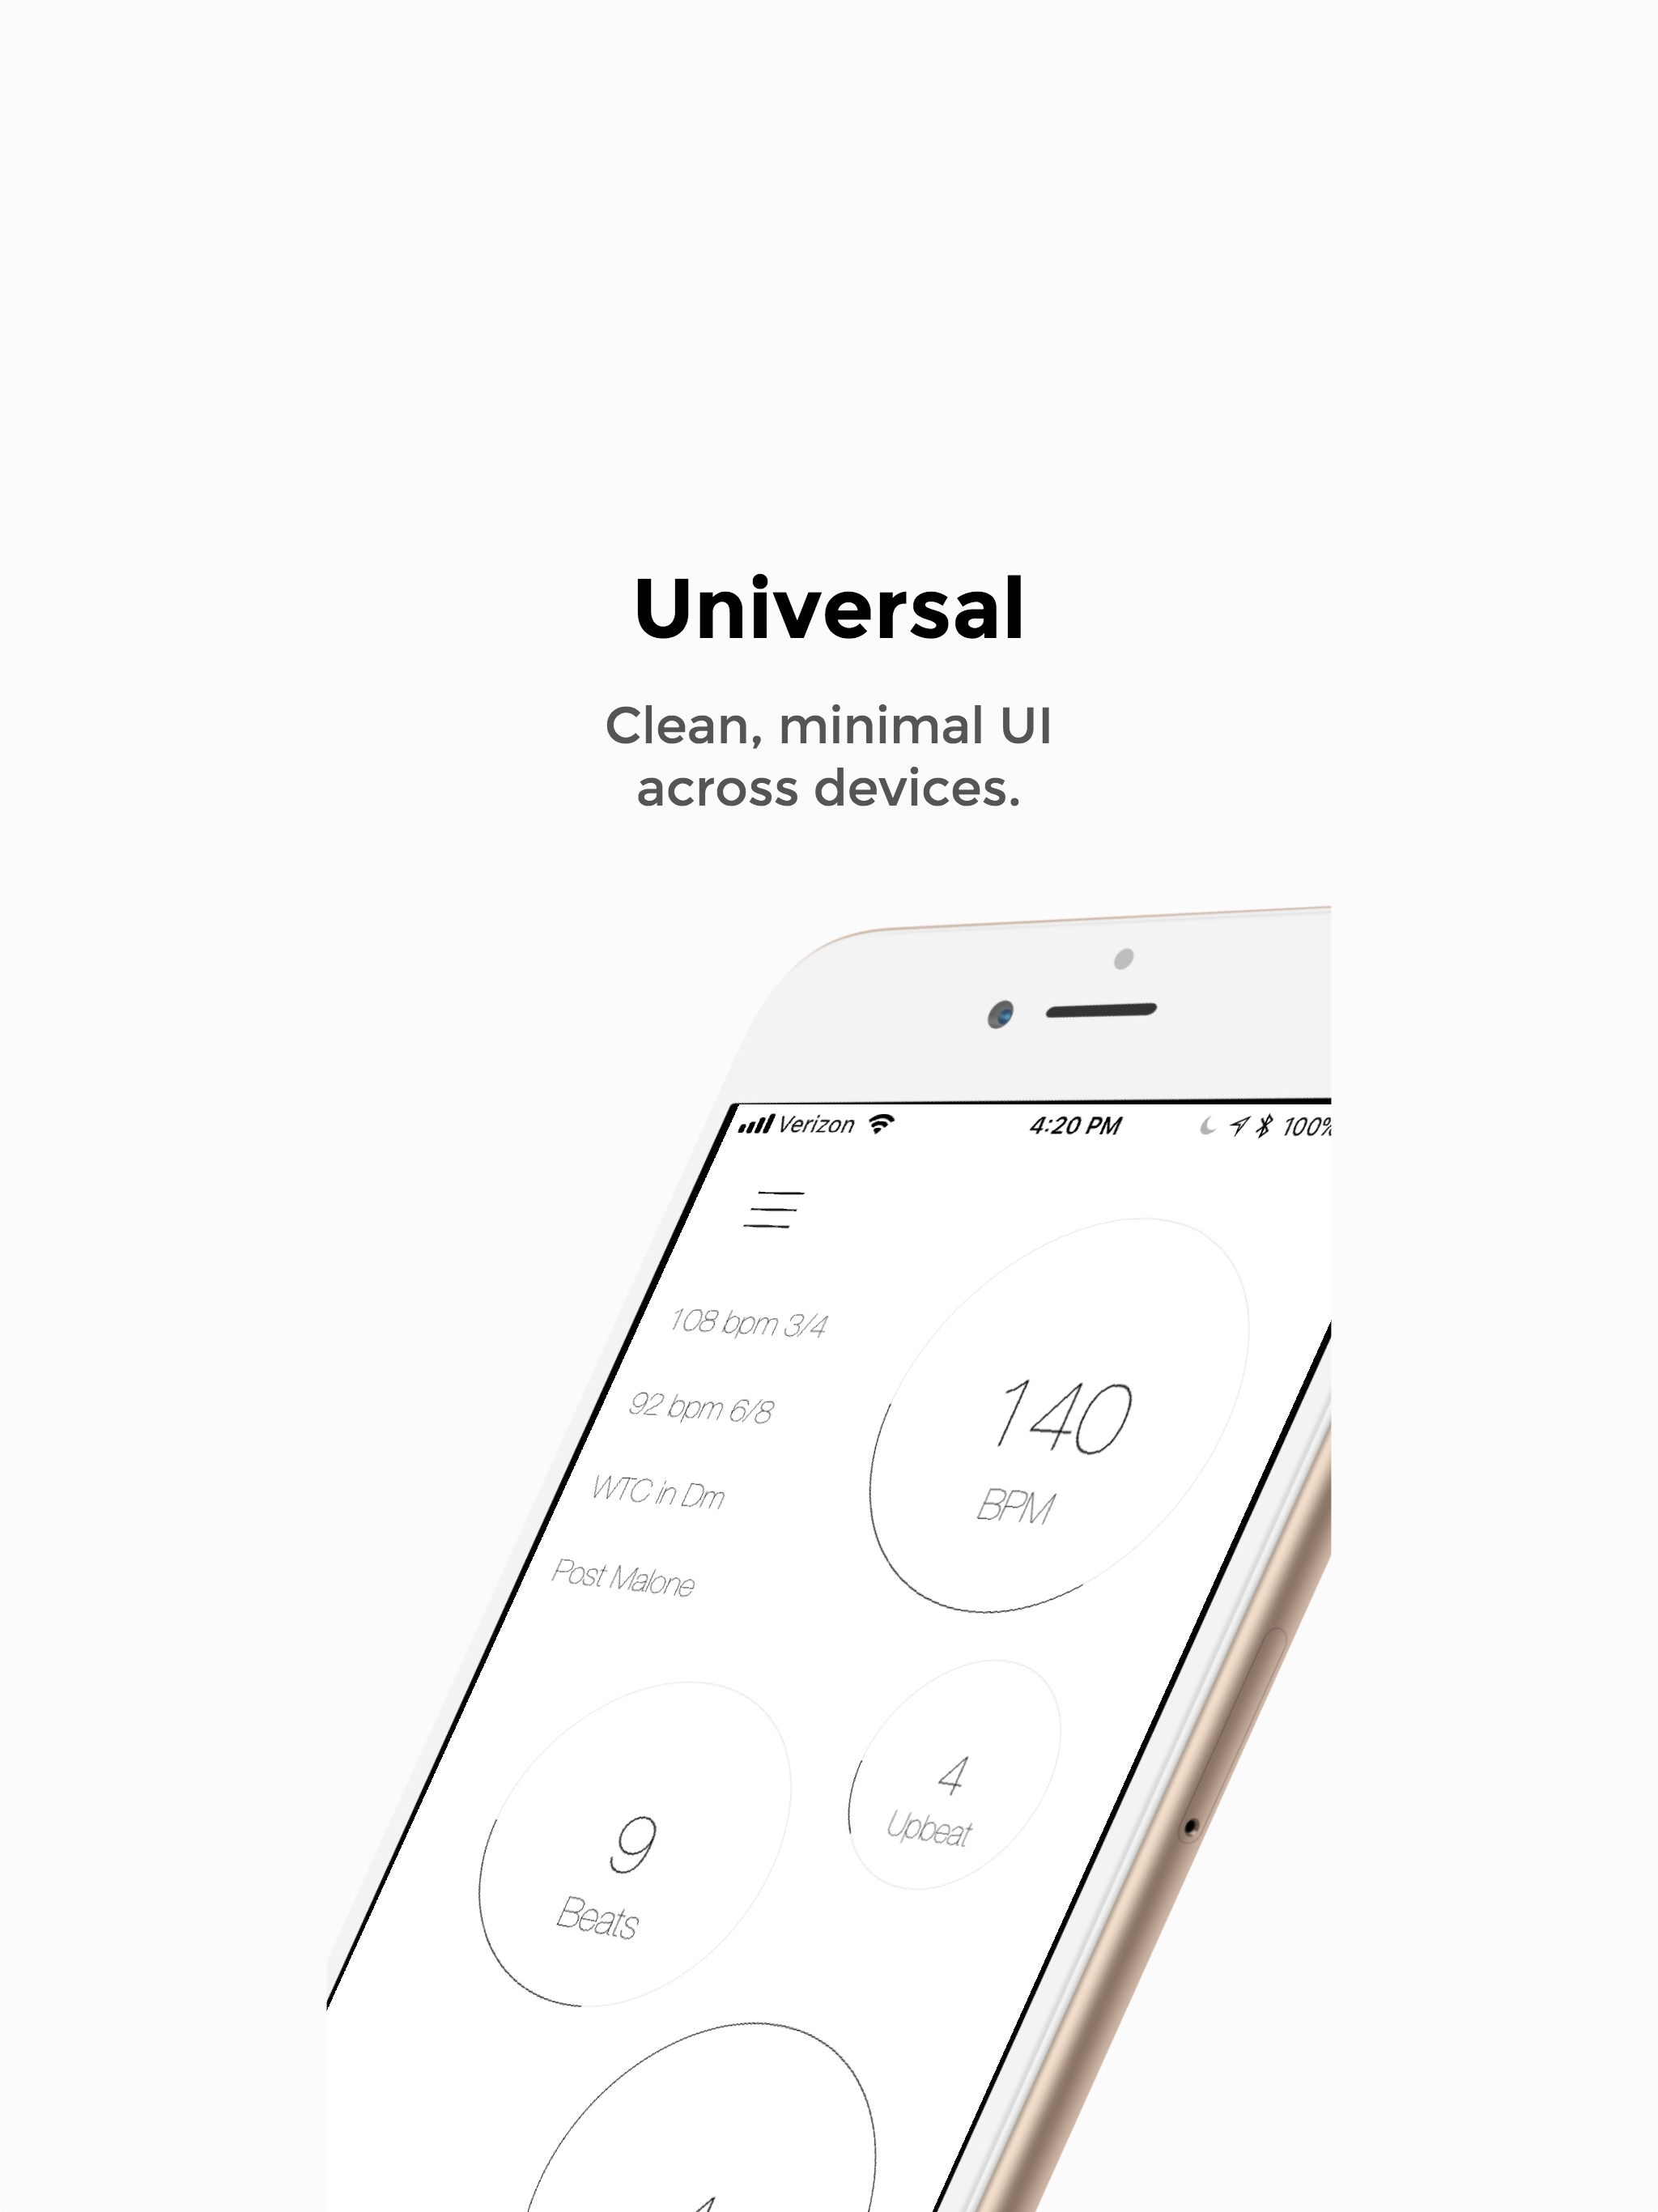 Universal
Clean, minimal UI
across devices.
Verizon 4:20 PM 100%
108 bpm 3/4
92 bpm 6/8
WTC in Dm
Post Malone
140
BPM
4
Upbeat
9
Beats